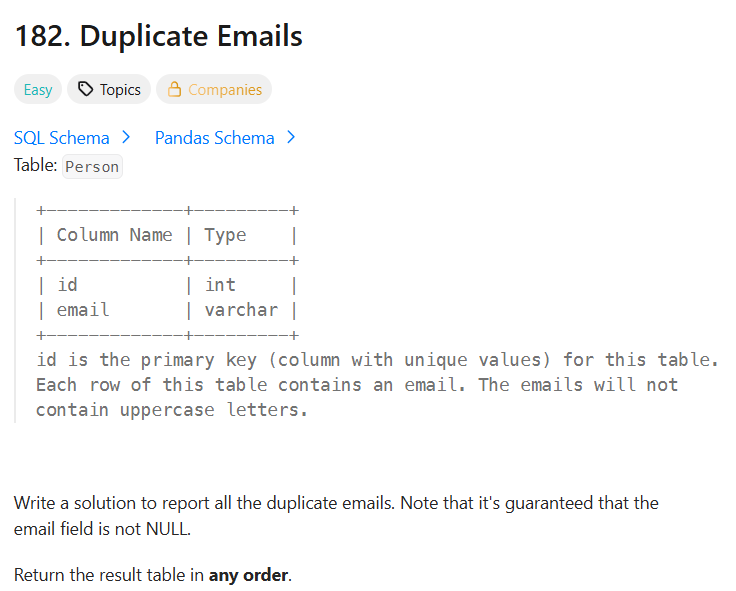 182. Duplicate Emails
Easy Topics Companies
SQL Schema > Pandas Schema >
Table: Person
+-------------+---------+
| Column Name | Type    |
+-------------+---------+
| id          | int     |
| email       | varchar |
+-------------+---------+
id is the primary key (column with unique values) for this table.
Each row of this table contains an email. The emails will not
contain uppercase letters.
Write a solution to report all the duplicate emails. Note that it's guaranteed that the
email field is not NULL.
Return the result table in any order.